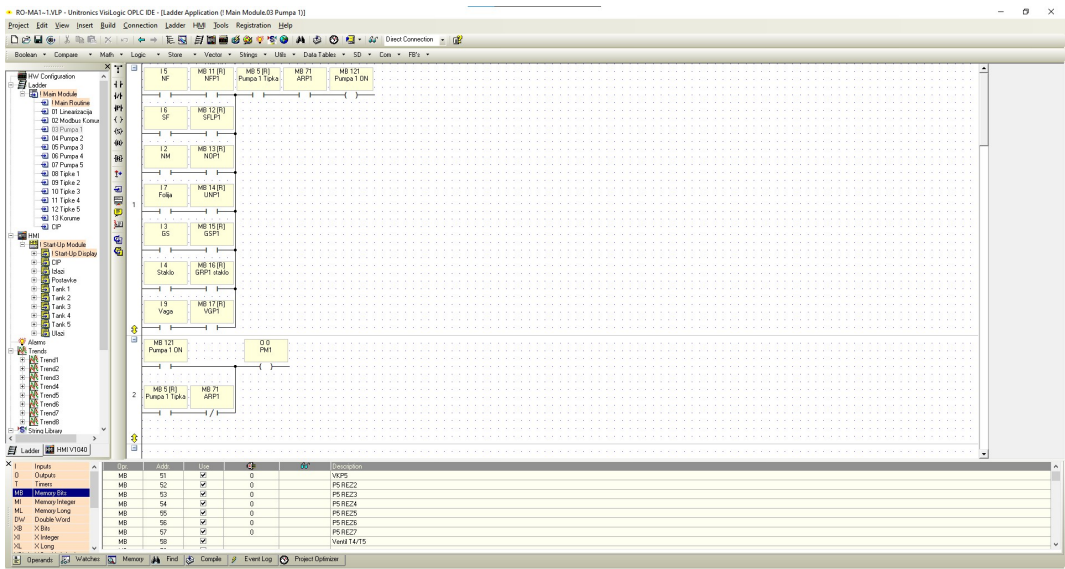 RO-MA1~1.VLP - Unitronics VisiLogic OPLC IDE - [Ladder Application (! Main Module.03 Pumpa 1)]
Project Edit View Insert Build Connection Ladder HMI Tools Registration Help
Direct Connection
Boolean Compare Math Logic Store Vector Strings Utils Data Tables SD Com FB's
HW Configuration
Ladder
! Main Module
! Main Routine
01 Linearizacija
02 Modbus Komur
03 Pumpa 1
04 Pumpa 2
05 Pumpa 3
06 Pumpa 4
07 Pumpa 5
08 Tipke 1
09 Tipke 2
10 Tipke 3
11 Tipke 4
12 Tipke 5
13 Korume
CIP
HMI
! Start-Up Module
! Start-Up Display
CIP
Izlazi
Postavke
Tank 1
Tank 2
Tank 3
Tank 4
Tank 5
Ulazi
Alarms
Trends
Trend1
Trend2
Trend3
Trend4
Trend5
Trend6
Trend7
Trend8
String Library
Ladder HMI V1040
1
I 5 MB 11 [R] MB 5 [R] MB 71 MB 121
NF NFP1 Pumpa 1 Tipka ARP1 Pumpa 1 ON
I 6 MB 12 [R]
SF SFLP1
I 2 MB 13 [R]
NM NOP1
I 7 MB 14 [R]
Folija UNP1
I 3 MB 15 [R]
GS GSP1
I 4 MB 16 [R]
Staklo GRP1 staklo
I 9 MB 17 [R]
Vaga VGP1
2
MB 121 O 0
Pumpa 1 ON PM1
MB 5 [R] MB 71
Pumpa 1 Tipka ARP1
I Inputs
O Outputs
T Timers
MB Memory Bits
MI Memory Integer
ML Memory Long
DW Double Word
XB X Bits
XI X Integer
XL X Long
Opr. Addr. Use Description
MB 51 0 VKP5
MB 52 0 P5 REZ2
MB 53 0 P5 REZ3
MB 54 0 P5 REZ4
MB 55 0 P5 REZ5
MB 56 0 P5 REZ6
MB 57 0 P5 REZ7
MB 58 Ventil T4/T5
Operands Watches Memory Find Compile Event Log Project Optimizer